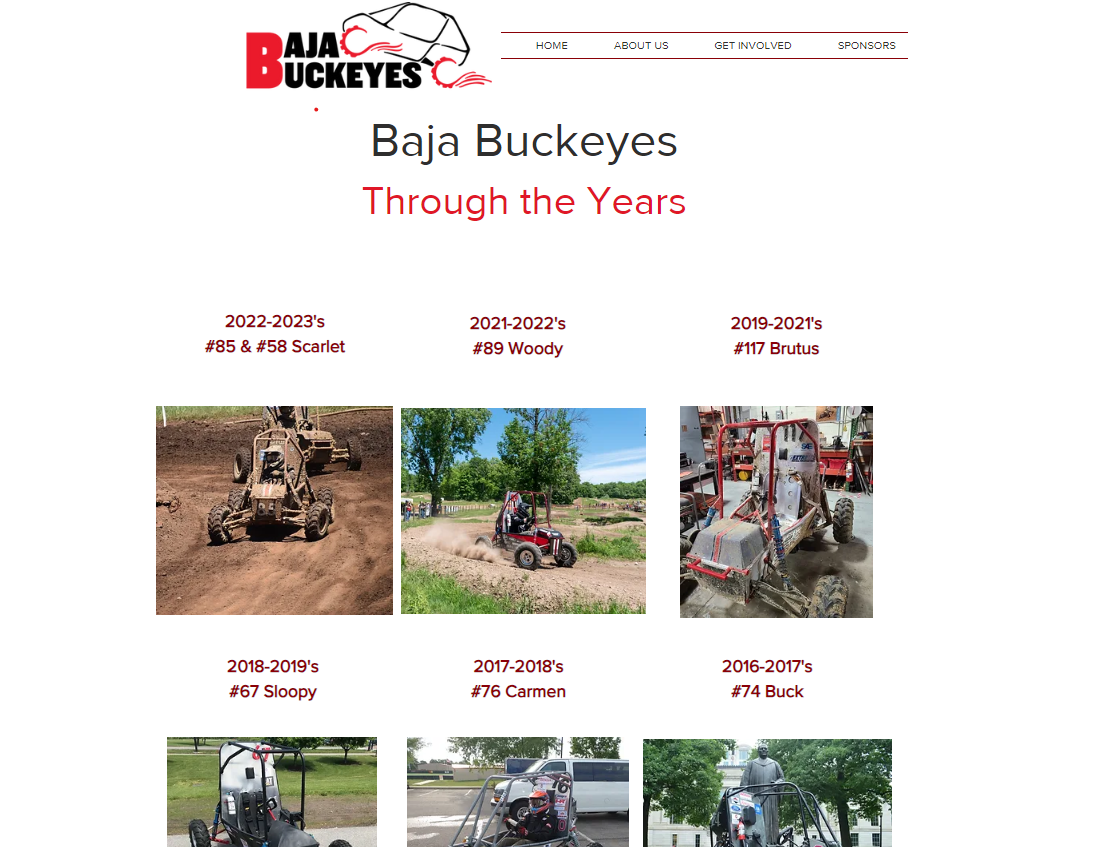 BAJA
BUCKEYES
HOME
ABOUT US
GET INVOLVED
SPONSORS
Baja Buckeyes
Through the Years
2022-2023's
#85 & #58 Scarlet
2021-2022's
#89 Woody
2019-2021's
#117 Brutus
2018-2019's
#67 Sloopy
2017-2018's
#76 Carmen
2016-2017's
#74 Buck